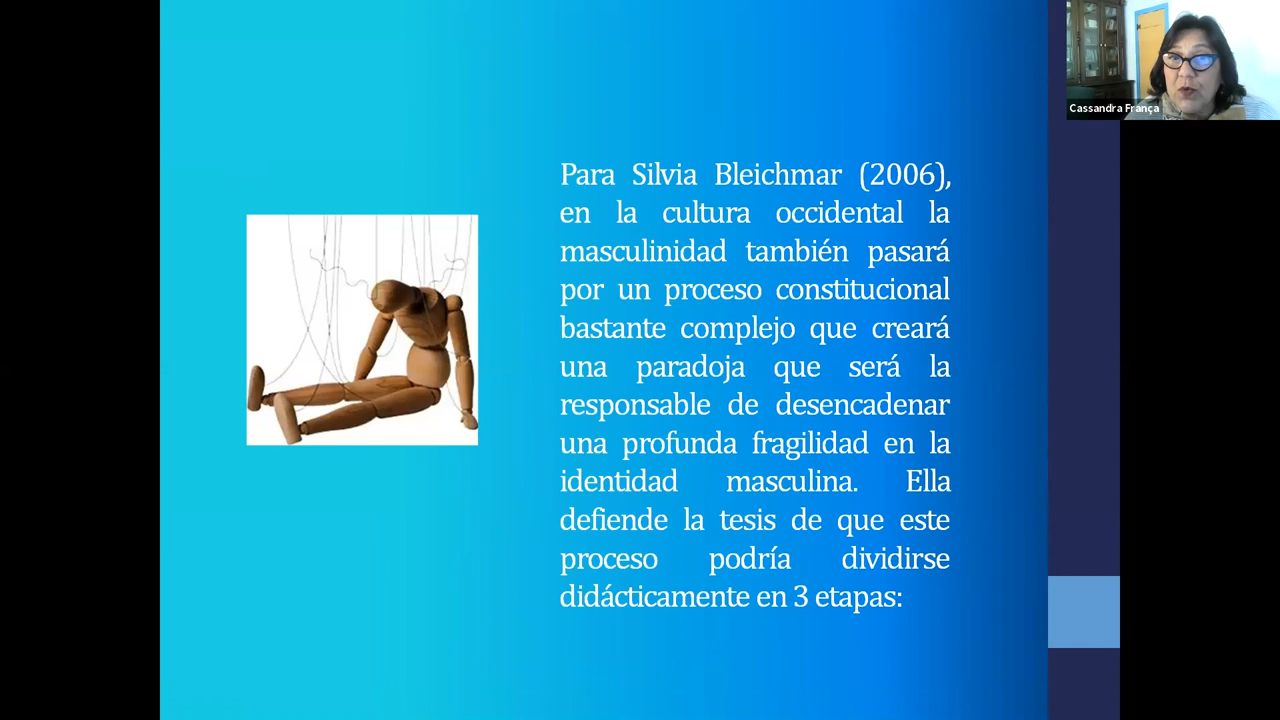 Cassandra França
Para Silvia Bleichmar (2006),
en la cultura occidental la
masculinidad también pasará
por un proceso constitucional
bastante complejo que creará
una paradoja que será la
responsable de desencadenar
una profunda fragilidad en la
identidad masculina. Ella
defiende la tesis de que este
proceso podría dividirse
didácticamente en 3 etapas: